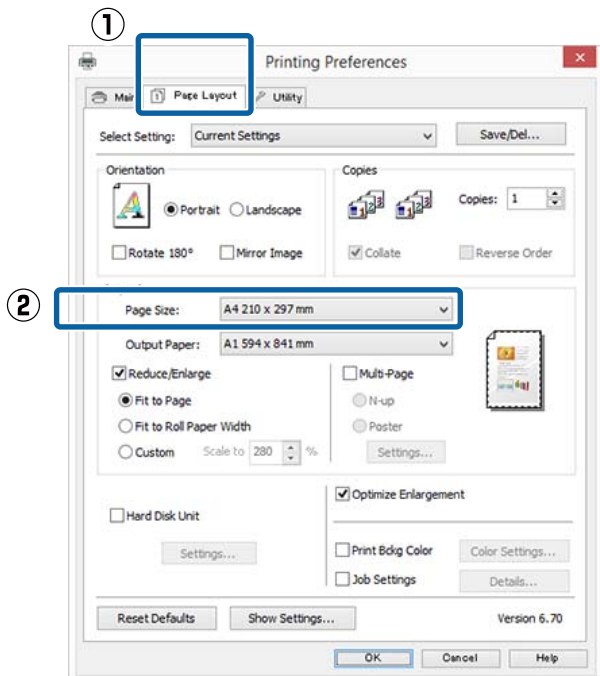 ①
Printing Preferences
Main Page Layout Utility
Select Setting: Current Settings Save/Del...
Orientation Copies
Portrait Landscape Copies: 1
Rotate 180° Mirror Image Collate Reverse Order
②
Page Size: A4 210 x 297 mm
Output Paper: A1 594 x 841 mm
Reduce/Enlarge Multi-Page
Fit to Page N-up
Fit to Roll Paper Width Poster
Custom Scale to 280 % Settings...
Optimize Enlargement
Hard Disk Unit
Settings... Print Bckg Color Color Settings...
Job Settings Details...
Reset Defaults Show Settings... Version 6.70
OK Cancel Help